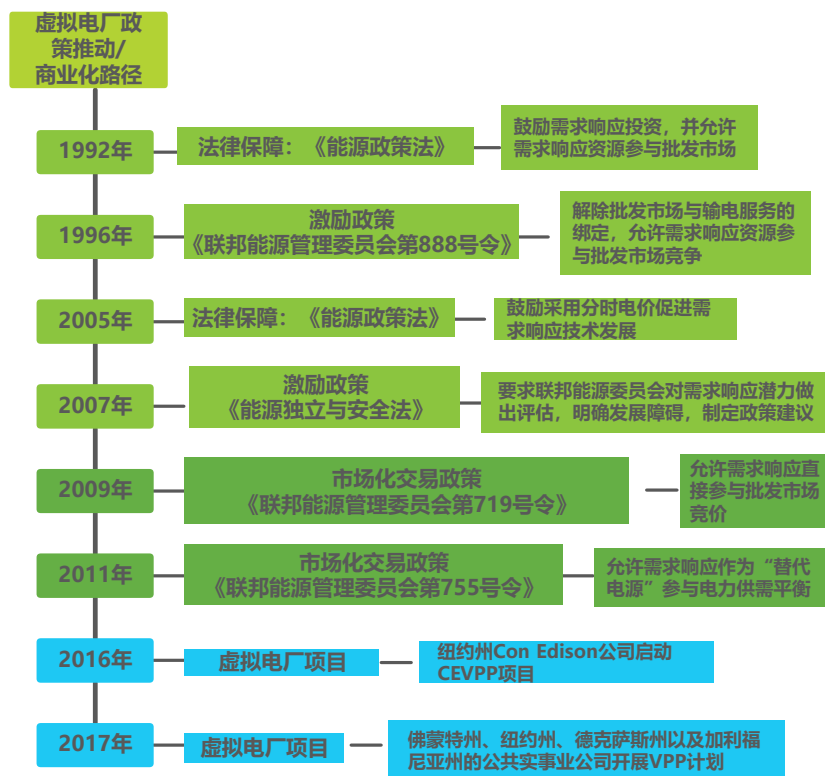 虚拟电厂政
策推动/
商业化路径
1992年
法律保障：《能源政策法》
鼓励需求响应投资，并允许
需求响应资源参与批发市场
1996年
激励政策
《联邦能源管理委员会第888号令》
解除批发市场与输电服务的
绑定，允许需求响应资源参
与批发市场竞争
2005年
法律保障：《能源政策法》
鼓励采用分时电价促进需
求响应技术发展
2007年
激励政策
《能源独立与安全法》
要求联邦能源委员会对需求响应潜力做
出评估，明确发展障碍，制定政策建议
2009年
市场化交易政策
《联邦能源管理委员会第719号令》
允许需求响应直
接参与批发市场
竞价
2011年
市场化交易政策
《联邦能源管理委员会第755号令》
允许需求响应作为“替代
电源”参与电力供需平衡
2016年
虚拟电厂项目
纽约州Con Edison公司启动
CEVPP项目
2017年
虚拟电厂项目
佛蒙特州、纽约州、德克萨斯州以及加利福
尼亚州的公共实事业公司开展VPP计划